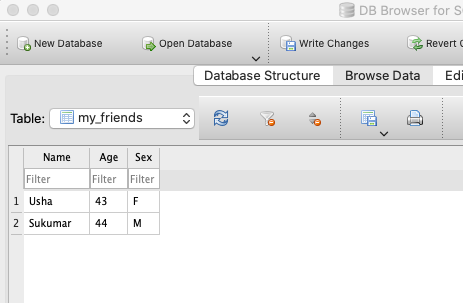 DB Browser for S
New Database Open Database Write Changes Revert C
Database Structure Browse Data Edi
Table: my_friends
Name Age Sex
Filter Filter Filter
1 Usha 43 F
2 Sukumar 44 M